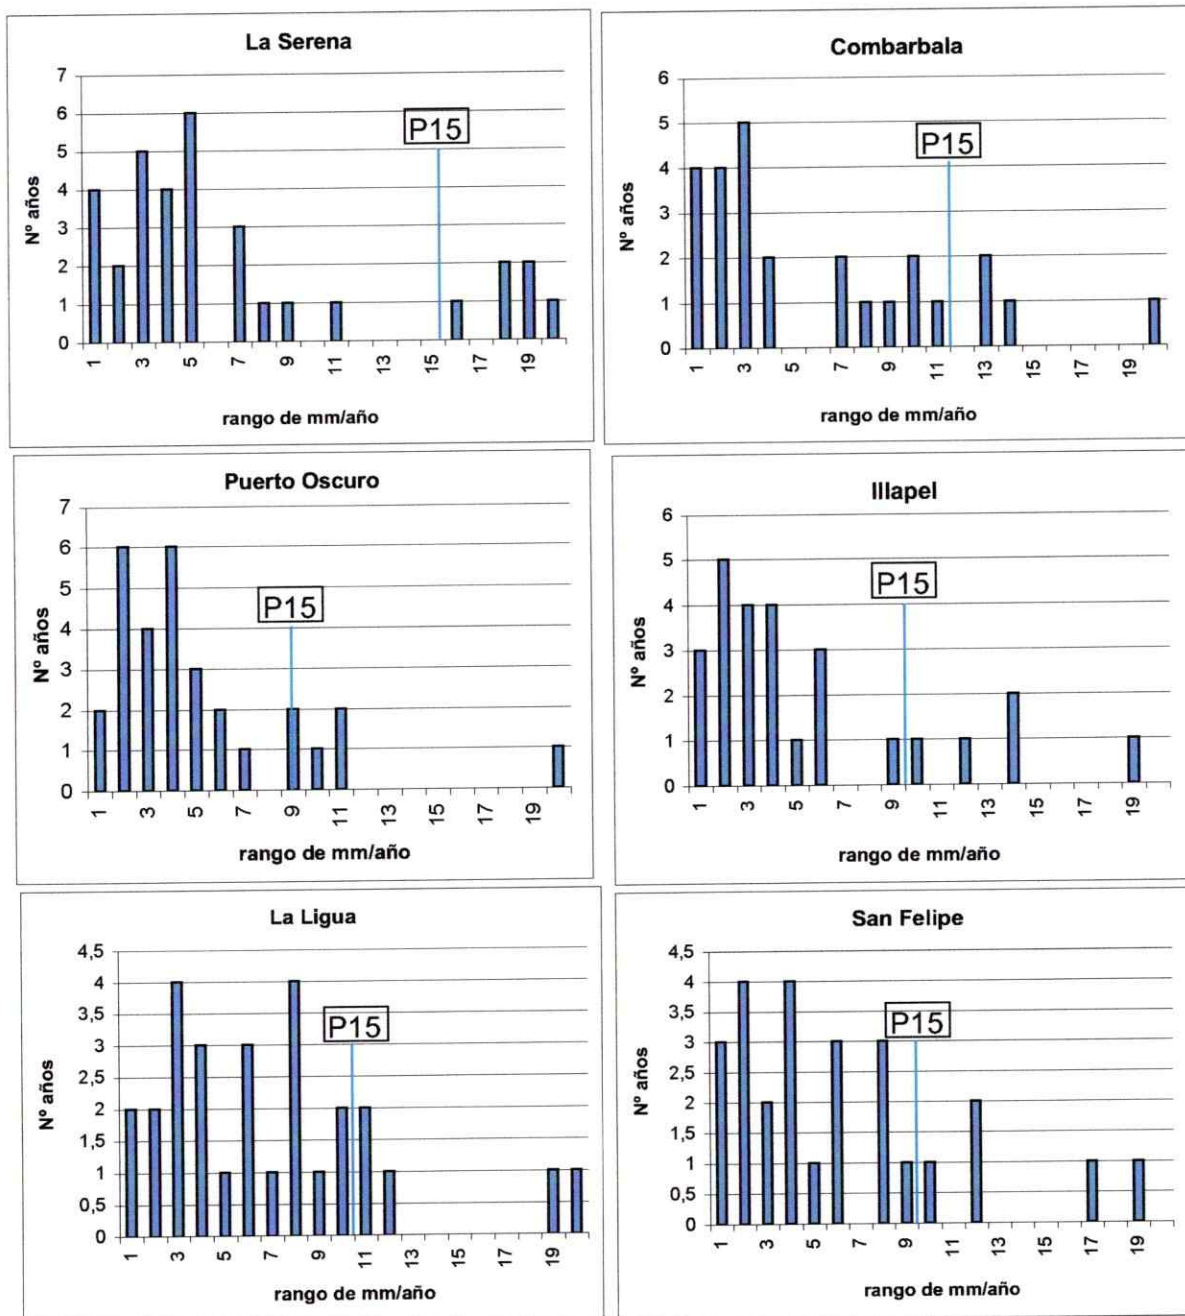 La Serena
7
6
5
4
3
2
1
0
Nº años
P15
1 3 5 7 9 11 13 15 17 19
rango de mm/año
Combarbala
6
5
4
3
2
1
0
Nº años
P15
1 3 5 7 9 11 13 15 17 19
rango de mm/año
Puerto Oscuro
7
6
5
4
3
2
1
0
Nº años
P15
1 3 5 7 9 11 13 15 17 19
rango de mm/año
Illapel
6
5
4
3
2
1
0
Nº años
P15
1 3 5 7 9 11 13 15 17 19
rango de mm/año
La Ligua
4,5
4
3,5
3
2,5
2
1,5
1
0,5
0
Nº años
P15
1 3 5 7 9 11 13 15 17 19
rango de mm/año
San Felipe
4,5
4
3,5
3
2,5
2
1,5
1
0,5
0
Nº años
P15
1 3 5 7 9 11 13 15 17 19
rango de mm/año